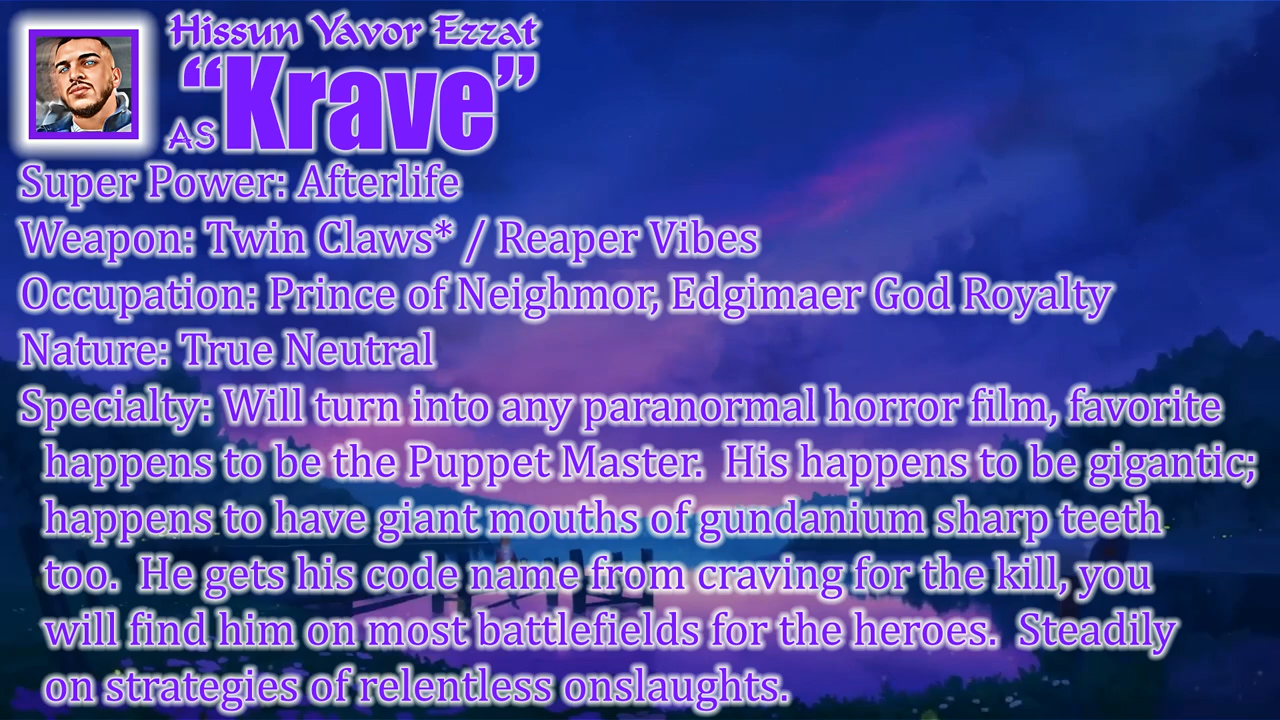 Hissun Yavor Ezzat
AS “Krave”
Super Power: Afterlife
Weapon: Twin Claws* / Reaper Vibes
Occupation: Prince of Neighmor, Edgimaer God Royalty
Nature: True Neutral
Specialty: Will turn into any paranormal horror film, favorite
happens to be the Puppet Master.  His happens to be gigantic;
happens to have giant mouths of gundanium sharp teeth
too.  He gets his code name from craving for the kill, you
will find him on most battlefields for the heroes.  Steadily
on strategies of relentless onslaughts.